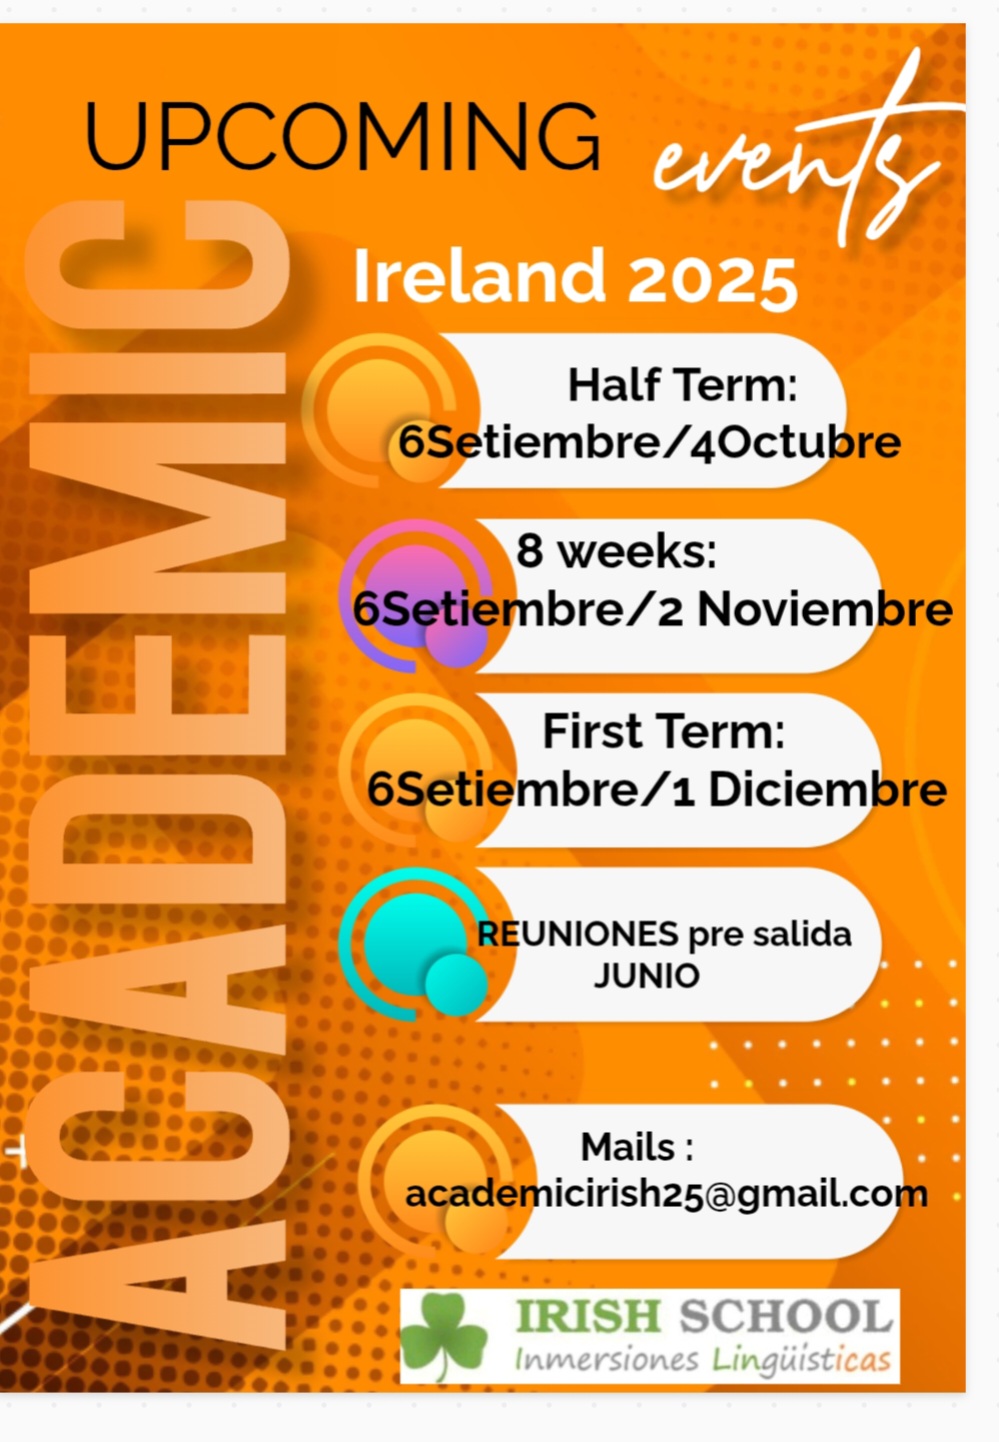 UPCOMING events
ACADEMIC
Ireland 2025
Half Term:
6Setiembre/4Octubre
8 weeks:
6Setiembre/2 Noviembre
First Term:
6Setiembre/1 Diciembre
REUNIONES pre salida
JUNIO
Mails :
academicirish25@gmail.com
IRISH SCHOOL
Inmersiones Lingüísticas